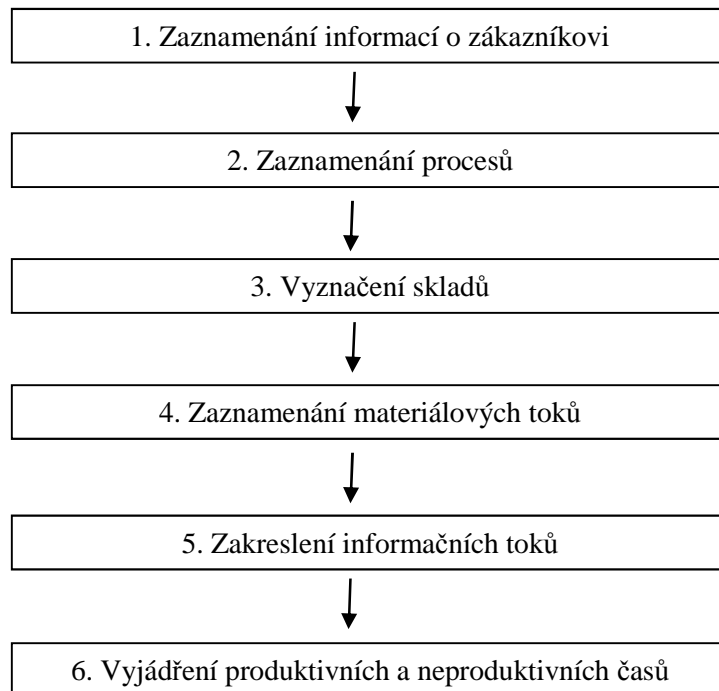 1. Zaznamenání informací o zákazníkovi
2. Zaznamenání procesů
3. Vyznačení skladů
4. Zaznamenání materiálových toků
5. Zakreslení informačních toků
6. Vyjádření produktivních a neproduktivních časů